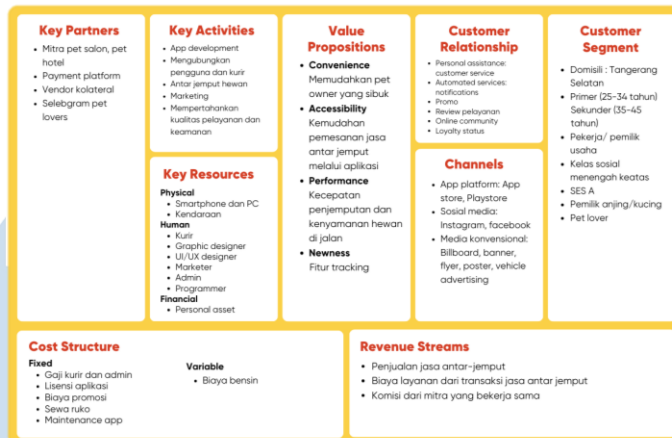 Key Partners
Mitra pet salon, pet
hotel
Payment platform
Vendor kolateral
Selebgram pet
lovers
Key Activities
App development
Mengubungkan
pengguna dan kurir
Antar jemput hewan
Marketing
Mempertahankan
kualitas pelayanan dan
keamanan
Key Resources
Physical
Smartphone dan PC
Kendaraan
Human
Kurir
Graphic designer
UI/UX designer
Marketer
Admin
Programmer
Financial
Personal asset
Value
Propositions
Convenience
Memudahkan pet
owner yang sibuk
Accessibility
Kemudahan
pemesanan jasa
antar jemput
melalui aplikasi
Performance
Kecepatan
penjemputan dan
kenyamanan hewan
di jalan
Newness
Fitur tracking
Customer
Relationship
Personal assistance:
customer service
Automated services:
notifications
Promo
Review pelayanan
Online community
Loyalty status
Channels
App platform: App
store, Playstore
Sosial media:
Instagram, facebook
Media konvensional:
Billboard, banner,
flyer, poster, vehicle
advertising
Customer
Segment
Domisili : Tangerang
Selatan
Primer (25-34 tahun)
Sekunder (35-45
tahun)
Pekerja/ pemilik
usaha
Kelas sosial
menengah keatas
SES A
Pemilik anjing/kucing
Pet lover
Cost Structure
Fixed
Gaji kurir dan admin
Lisensi aplikasi
Biaya promosi
Sewa ruko
Maintenance app
Variable
Biaya bensin
Revenue Streams
Penjualan jasa antar-jemput
Biaya layanan dari transaksi jasa antar jemput
Komisi dari mitra yang bekerja sama